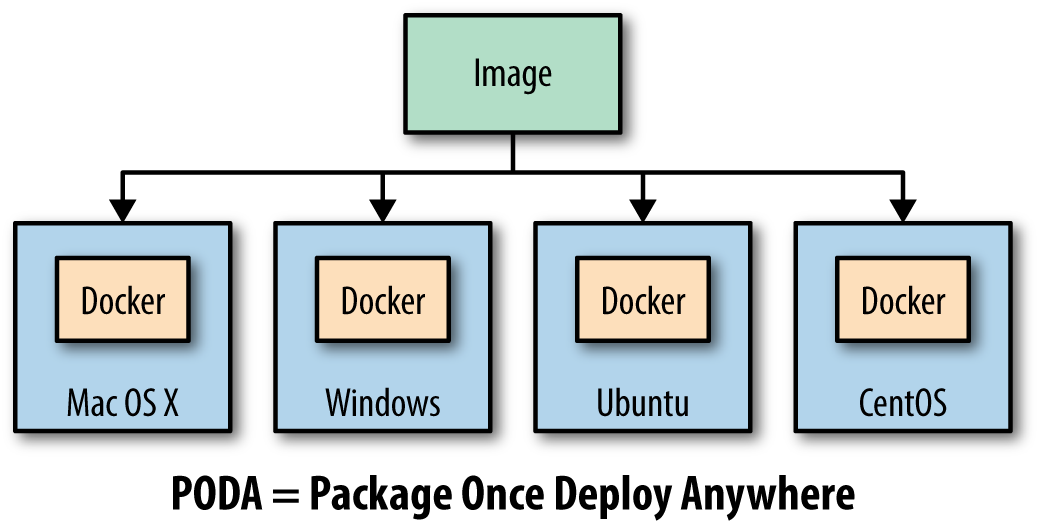 Image
Docker Docker Docker Docker
Mac OS X Windows Ubuntu CentOS
PODA = Package Once Deploy Anywhere